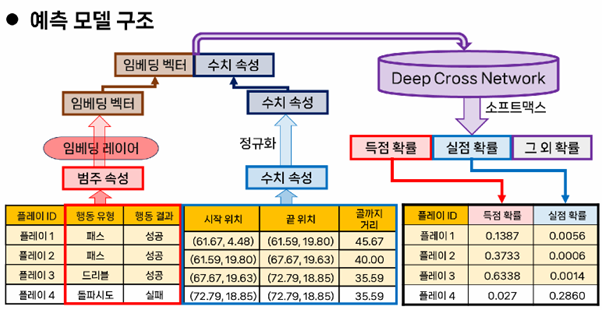 ● 예측 모델 구조
임베딩 벡터 수치 속성
Deep Cross Network
임베딩 벡터 수치 속성
소프트맥스
임베딩 레이어 정규화
득점 확률 실점 확률 그 외 확률
범주 속성 수치 속성
플레이 ID 행동 유형 행동 결과 시작 위치 끝 위치 골까지 거리
플레이 1 패스 성공 (61.67, 4.48) (61.59, 19.80) 45.67
플레이 2 패스 성공 (61.59, 19.80) (67.67, 19.63) 40.00
플레이 3 드리블 성공 (67.67, 19.63) (72.79, 18.85) 35.59
플레이 4 돌파시도 실패 (72.79, 18.85) (72.79, 18.85) 35.59
플레이 ID 득점 확률 실점 확률
플레이 1 0.1387 0.0056
플레이 2 0.3733 0.0006
플레이 3 0.6338 0.0014
플레이 4 0.027 0.2860